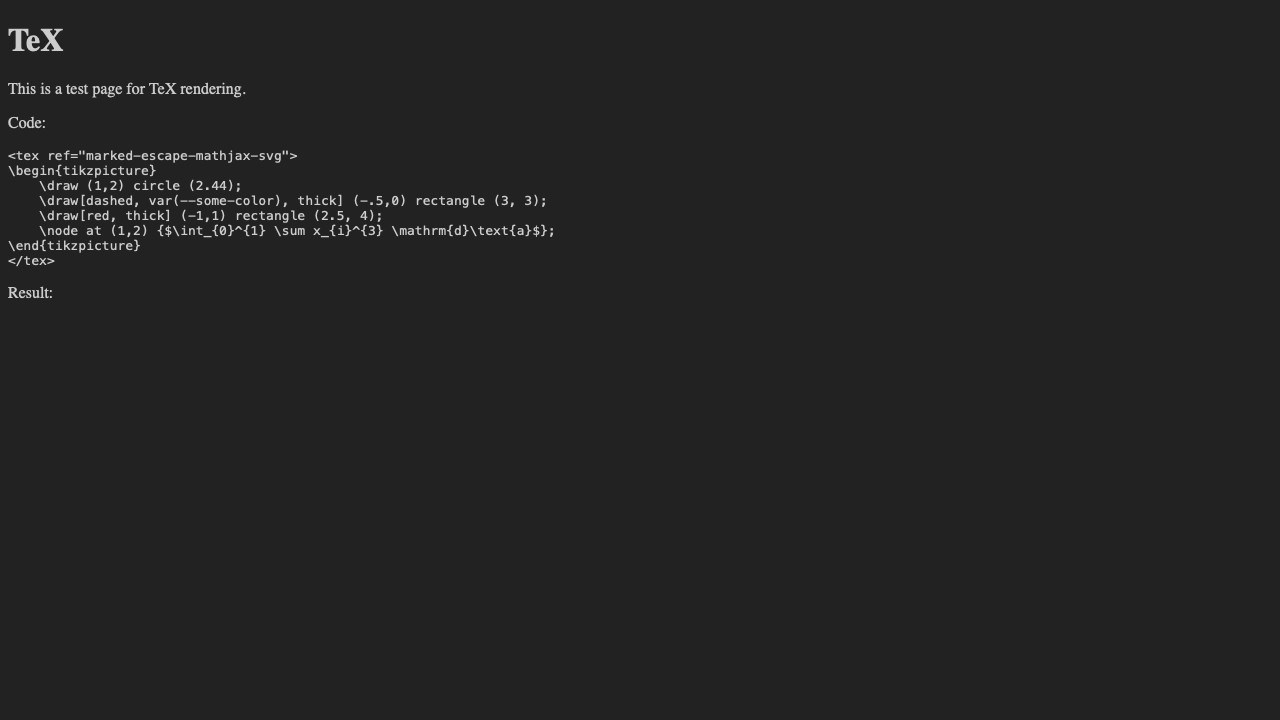 TeX
This is a test page for TeX rendering.
Code:
<tex ref="marked-escape-mathjax-svg">
\begin{tikzpicture}
    \draw (1,2) circle (2.44);
    \draw[dashed, var(--some-color), thick] (-.5,0) rectangle (3, 3);
    \draw[red, thick] (-1,1) rectangle (2.5, 4);
    \node at (1,2) {$\int_{0}^{1} \sum x_{i}^{3} \mathrm{d}\text{a}$};
\end{tikzpicture}
</tex>
Result: